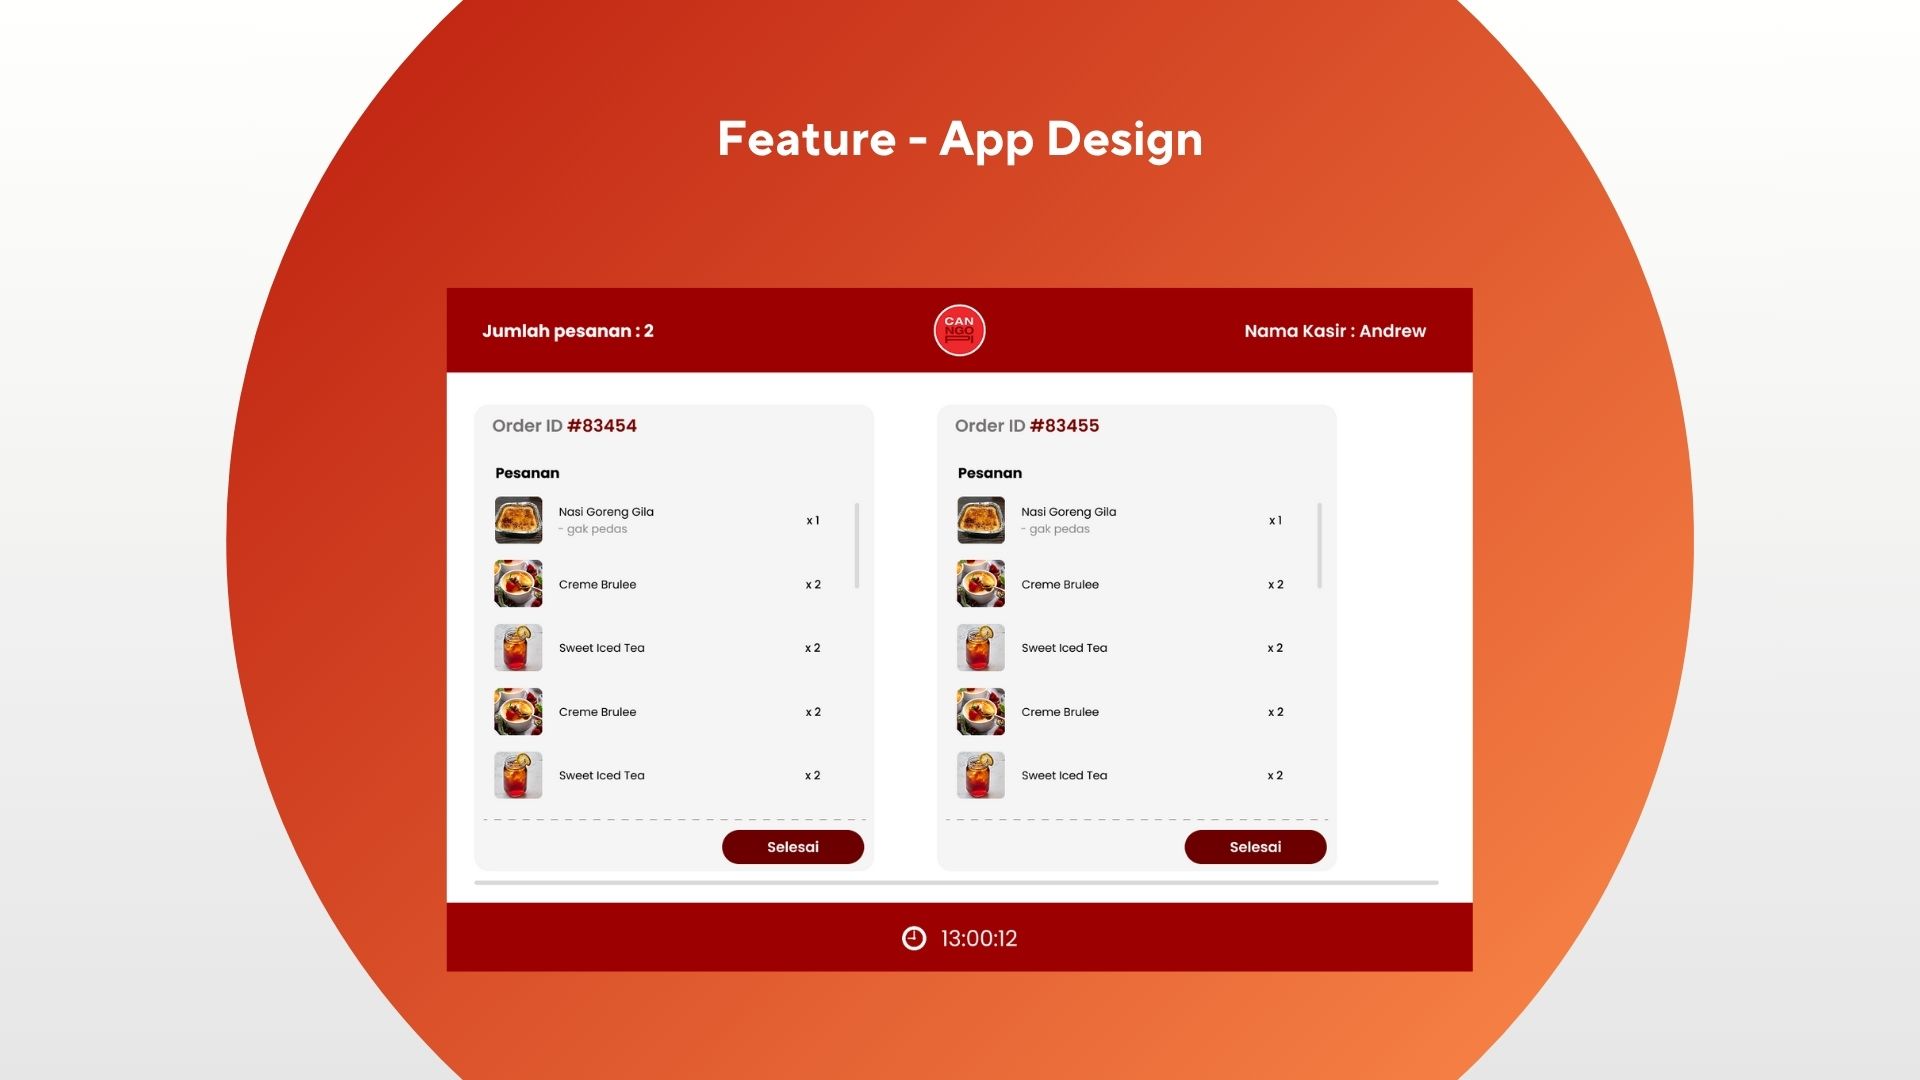 Feature - App Design
Jumlah pesanan : 2
CAN
NGO
PI
Nama Kasir : Andrew
Order ID #83454
Pesanan
Nasi Goreng Gila
- gak pedas
x 1
Creme Brulee
x 2
Sweet Iced Tea
x 2
Creme Brulee
x 2
Sweet Iced Tea
x 2
Selesai
Order ID #83455
Pesanan
Nasi Goreng Gila
- gak pedas
x 1
Creme Brulee
x 2
Sweet Iced Tea
x 2
Creme Brulee
x 2
Sweet Iced Tea
x 2
Selesai
13:00:12